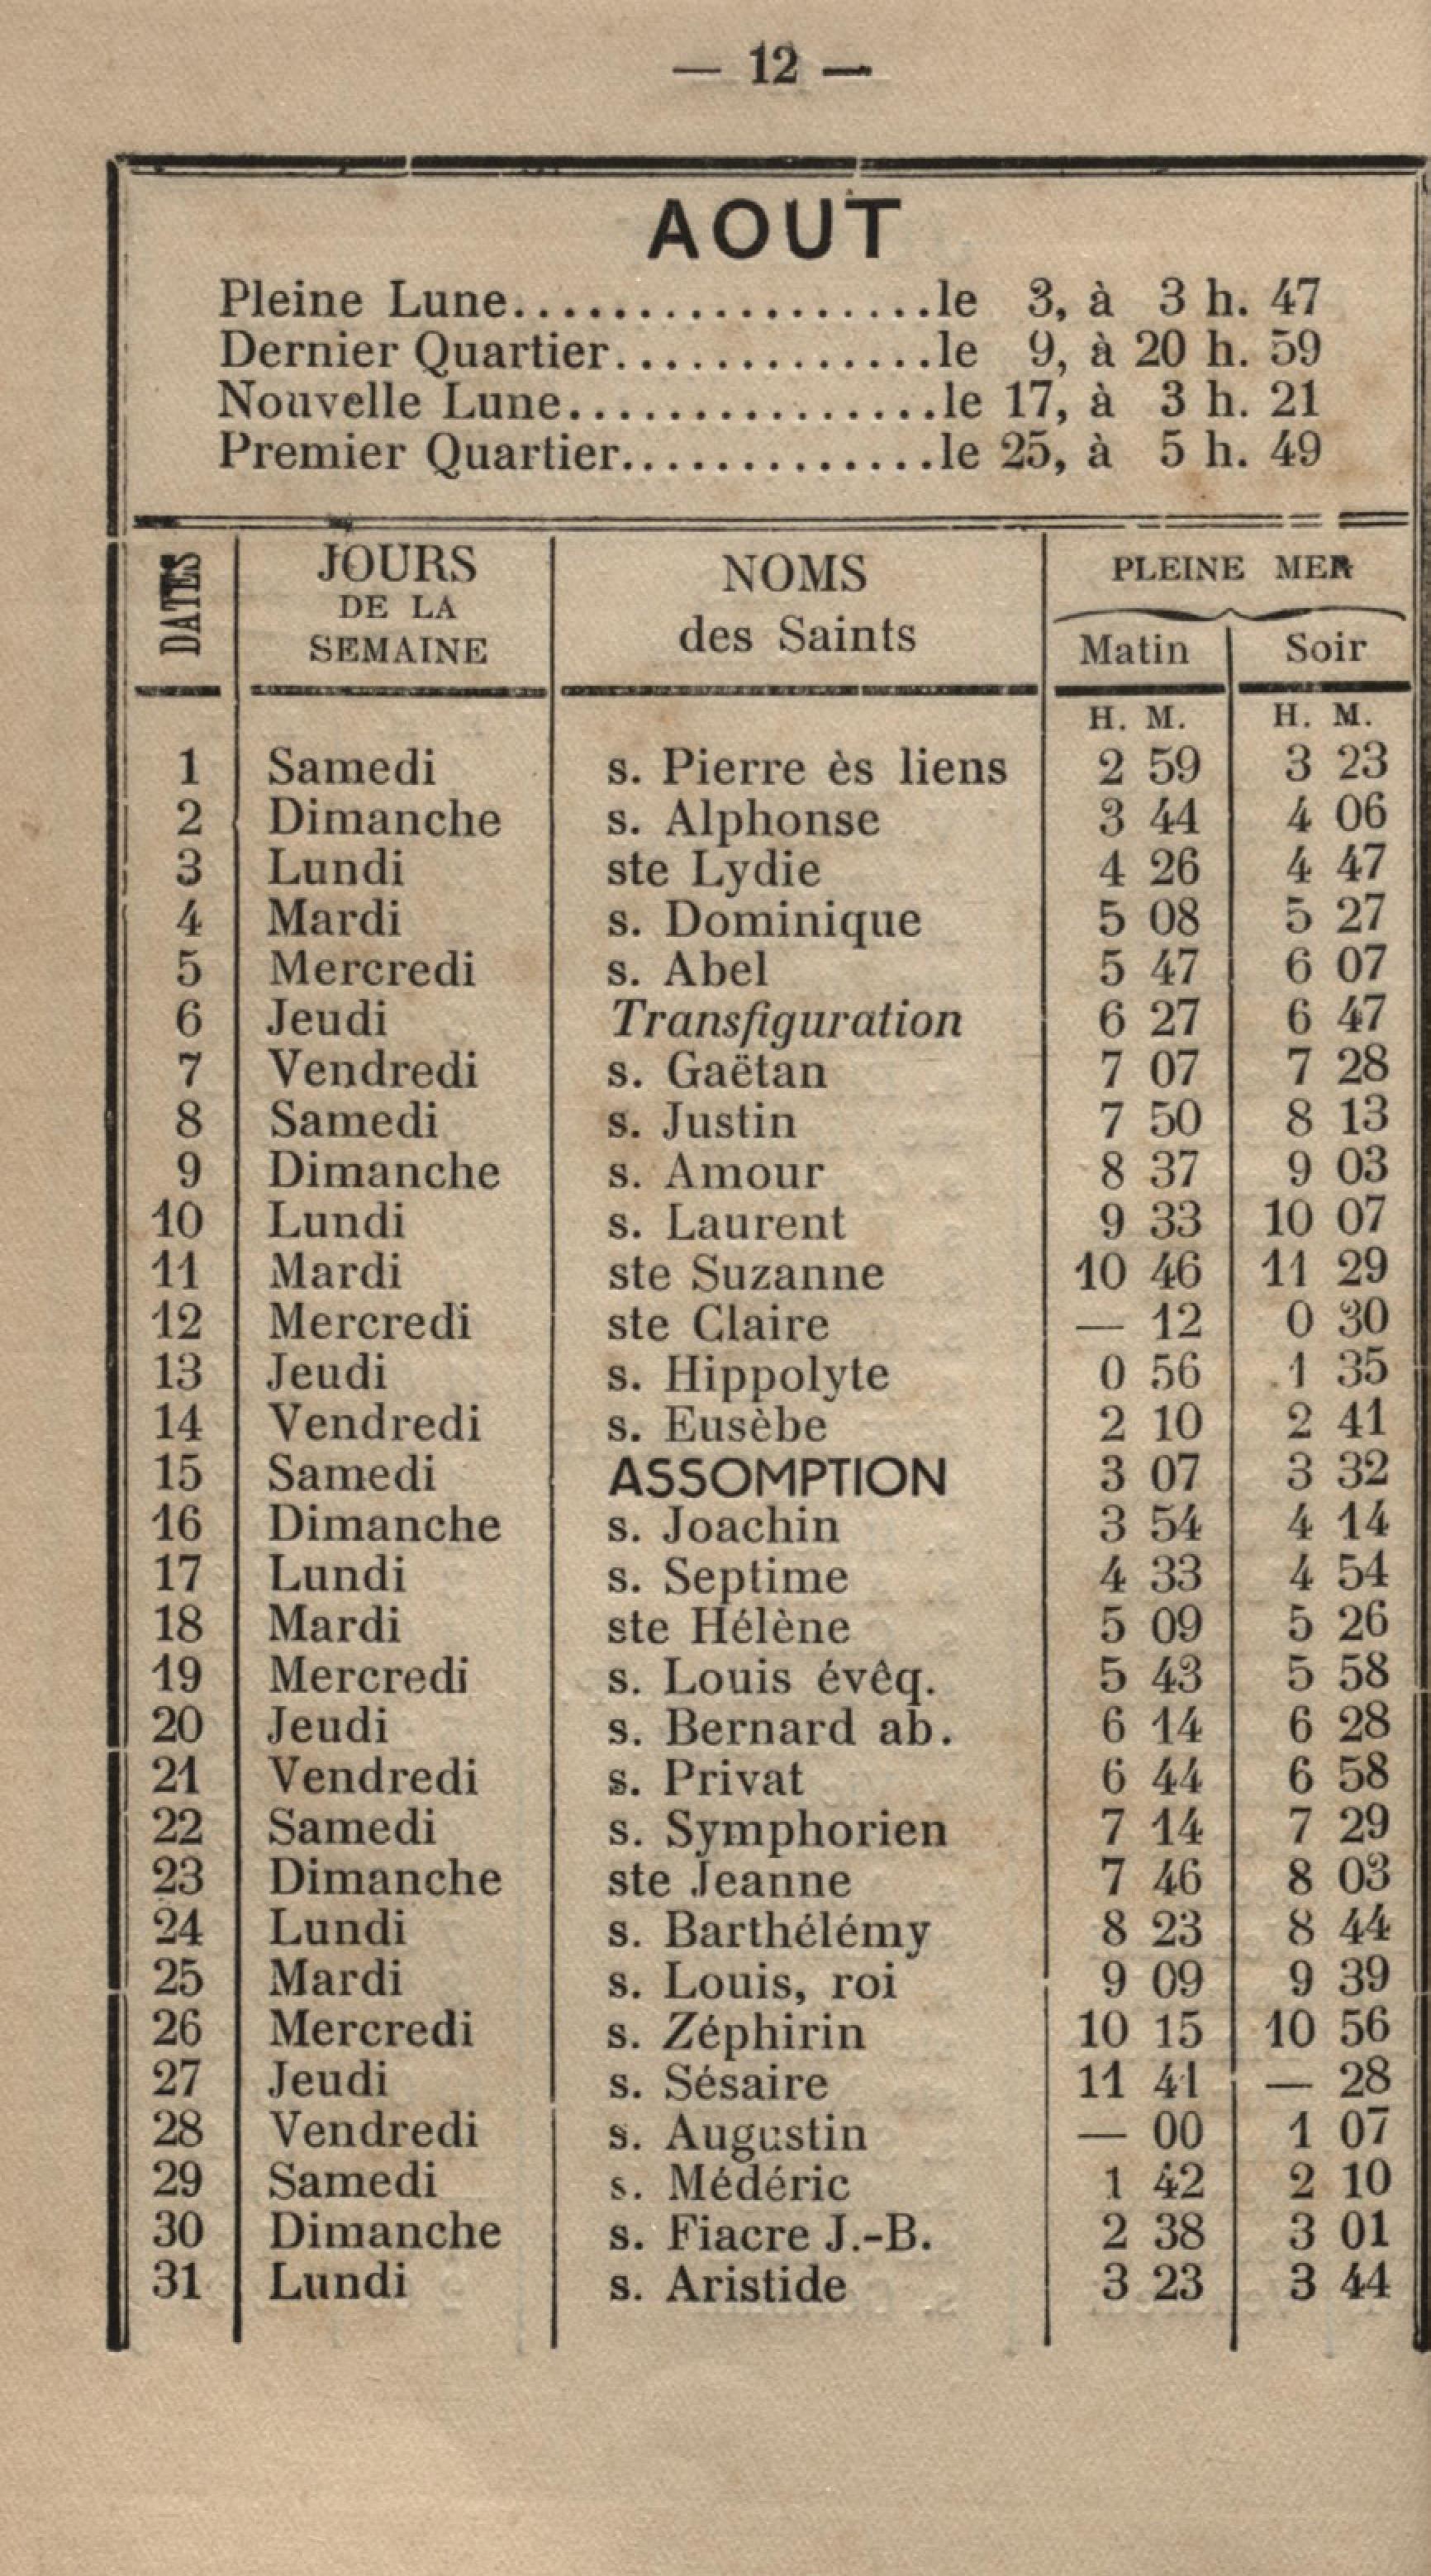 — 12 —
AOUT
Pleine Lune..................le 3, à 3 h. 47
Dernier Quartier..............le 9, à 20 h. 59
Nouvelle Lune................le 17, à 3 h. 21
Premier Quartier..............le 25, à 5 h. 49
DATES JOURS DE LA SEMAINE NOMS des Saints PLEINE MER
Matin Soir
H. M. H. M.
1 Samedi s. Pierre ès liens 2 59 3 23
2 Dimanche s. Alphonse 3 44 4 06
3 Lundi ste Lydie 4 26 4 47
4 Mardi s. Dominique 5 08 5 27
5 Mercredi s. Abel 5 47 6 07
6 Jeudi Transfiguration 6 27 6 47
7 Vendredi s. Gaëtan 7 07 7 28
8 Samedi s. Justin 7 50 8 13
9 Dimanche s. Amour 8 37 9 03
10 Lundi s. Laurent 9 33 10 07
11 Mardi ste Suzanne 10 46 11 29
12 Mercredi ste Claire — 12 0 30
13 Jeudi s. Hippolyte 0 56 1 35
14 Vendredi s. Eusèbe 2 10 2 41
15 Samedi ASSOMPTION 3 07 3 32
16 Dimanche s. Joachin 3 54 4 14
17 Lundi s. Septime 4 33 4 54
18 Mardi ste Hélène 5 09 5 26
19 Mercredi s. Louis évêq. 5 43 5 58
20 Jeudi s. Bernard ab. 6 14 6 28
21 Vendredi s. Privat 6 44 6 58
22 Samedi s. Symphorien 7 14 7 29
23 Dimanche ste Jeanne 7 46 8 03
24 Lundi s. Barthélémy 8 23 8 44
25 Mardi s. Louis, roi 9 09 9 39
26 Mercredi s. Zéphirin 10 15 10 56
27 Jeudi s. Sésaire 11 41 — 28
28 Vendredi s. Augustin — 00 1 07
29 Samedi s. Médéric 1 42 2 10
30 Dimanche s. Fiacre J.-B. 2 38 3 01
31 Lundi s. Aristide 3 23 3 44